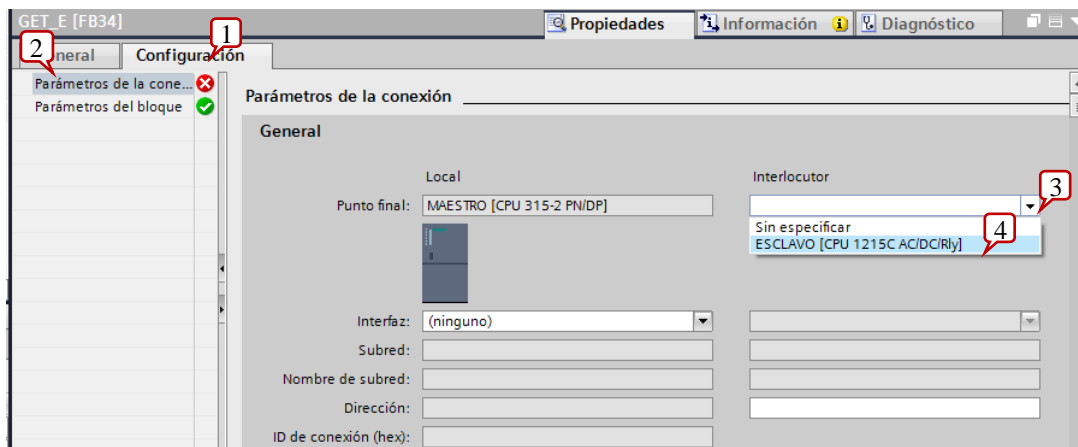 GET_E [FB34]
Propiedades
Información
Diagnóstico
1
2
neral
Configuración
Parámetros de la cone...
Parámetros del bloque
Parámetros de la conexión
General
Local
Interlocutor
3
Punto final:
MAESTRO [CPU 315-2 PN/DP]
Sin especificar
4
ESCLAVO [CPU 1215C AC/DC/Rly]
Interfaz:
(ninguno)
Subred:
Nombre de subred:
Dirección:
ID de conexión (hex):